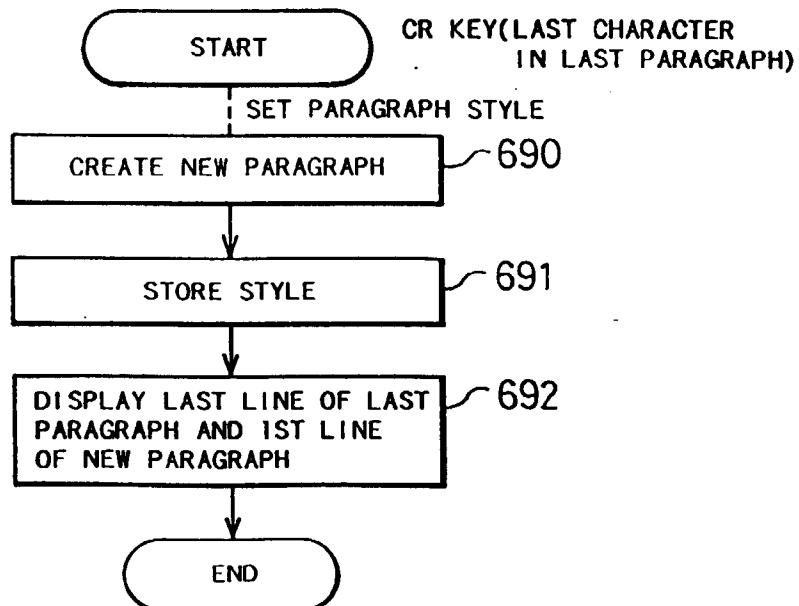 START
CR KEY(LAST CHARACTER
IN LAST PARAGRAPH)
SET PARAGRAPH STYLE
CREATE NEW PARAGRAPH
690
STORE STYLE
691
DISPLAY LAST LINE OF LAST
PARAGRAPH AND 1ST LINE
OF NEW PARAGRAPH
692
END